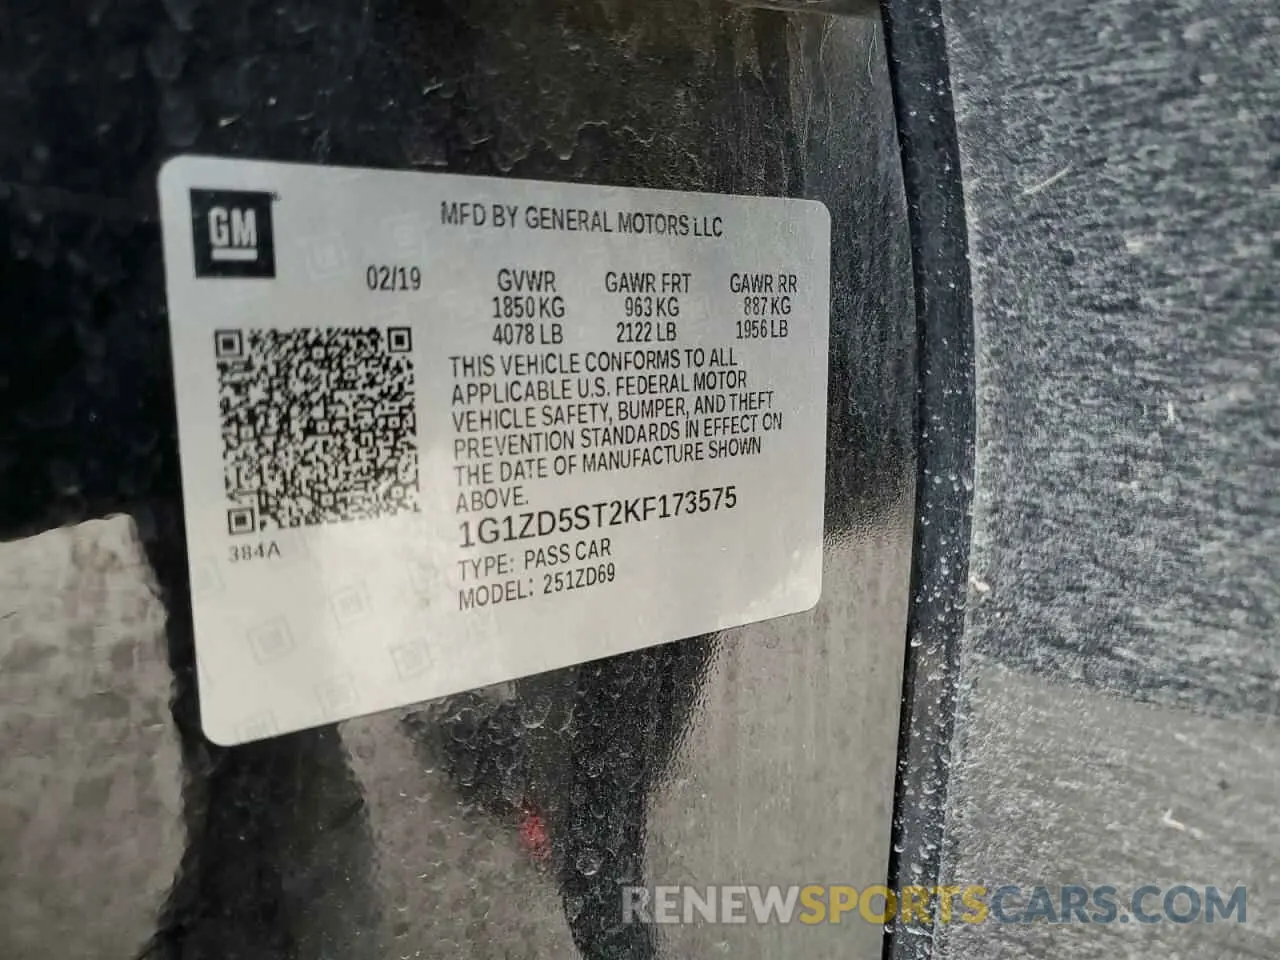 GM
MFD BY GENERAL MOTORS LLC
02/19 GVWR GAWR FRT GAWR RR
1850 KG 963 KG 887 KG
4078 LB 2122 LB 1956 LB
THIS VEHICLE CONFORMS TO ALL
APPLICABLE U.S. FEDERAL MOTOR
VEHICLE SAFETY, BUMPER, AND THEFT
PREVENTION STANDARDS IN EFFECT ON
THE DATE OF MANUFACTURE SHOWN
ABOVE.
1G1ZD5ST2KF173575
384A
TYPE: PASS CAR
MODEL: 251ZD69
RENEWSPORTSCARS.COM